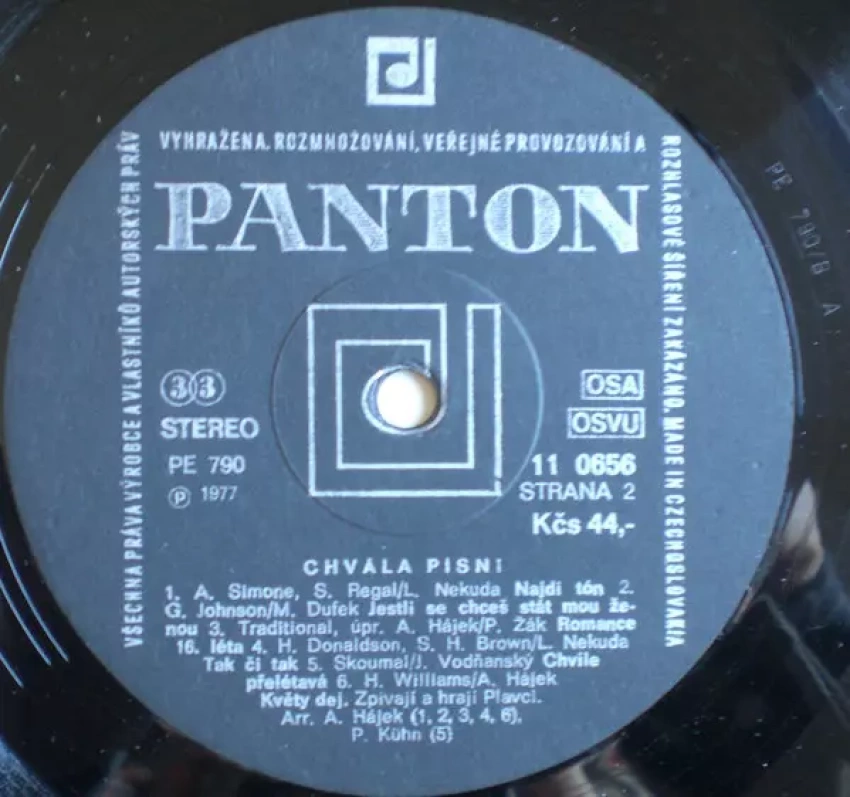 VYHRAŽENA. ROZMNOŽOVÁNÍ, VEŘEJNÉ PROVOZOVÁNÍ A
ROZHLASOVÉ ŠÍŘENÍ ZAKÁZÁNO. MADE IN CZECHOSLOVAKIA
VŠECHNA PRÁVA VÝROBCE A VLASTNÍKŮ AUTORSKÝCH PRÁV
PANTON
33
STEREO
PE 790
Ⓟ 1977
OSA
OSVU
11 0656
STRANA 2
Kčs 44,-
CHVÁLA PÍSNI
1. A. Simone, S. Regal/L. Nekuda Najdi tón 2.
G. Johnson/M. Dufek Jestli se chceš stát mou že-
nou 3. Traditional, úpr. A. Hájek/P. Žák Romance
16. léta 4. H. Donaldson, S. H. Brown/L. Nekuda
Tak či tak 5. Skoumal/J. Vodňanský Chvíle
přelétavá 6. H. Williams/A. Hájek
Květy dej. Zpívají a hrají Plavci.
Arr. A. Hájek (1, 2, 3, 4, 6),
P. Kühn (5)
PE 790/B A